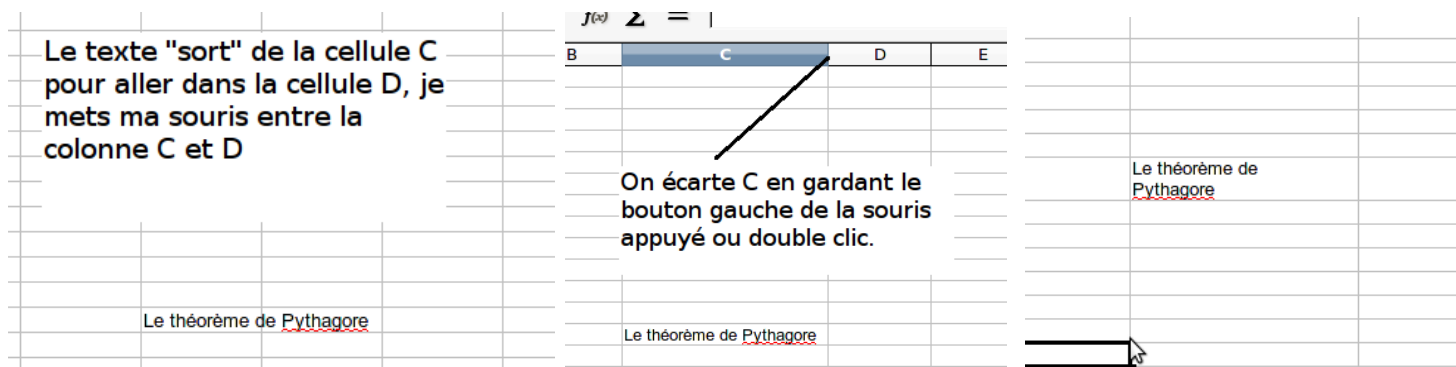 Le texte "sort" de la cellule C
pour aller dans la cellule D, je
mets ma souris entre la
colonne C et D
Le théorème de Pythagore
f(x) Σ =
B C D E
On écarte C en gardant le
bouton gauche de la souris
appuyé ou double clic.
Le théorème de Pythagore
Le théorème de
Pythagore